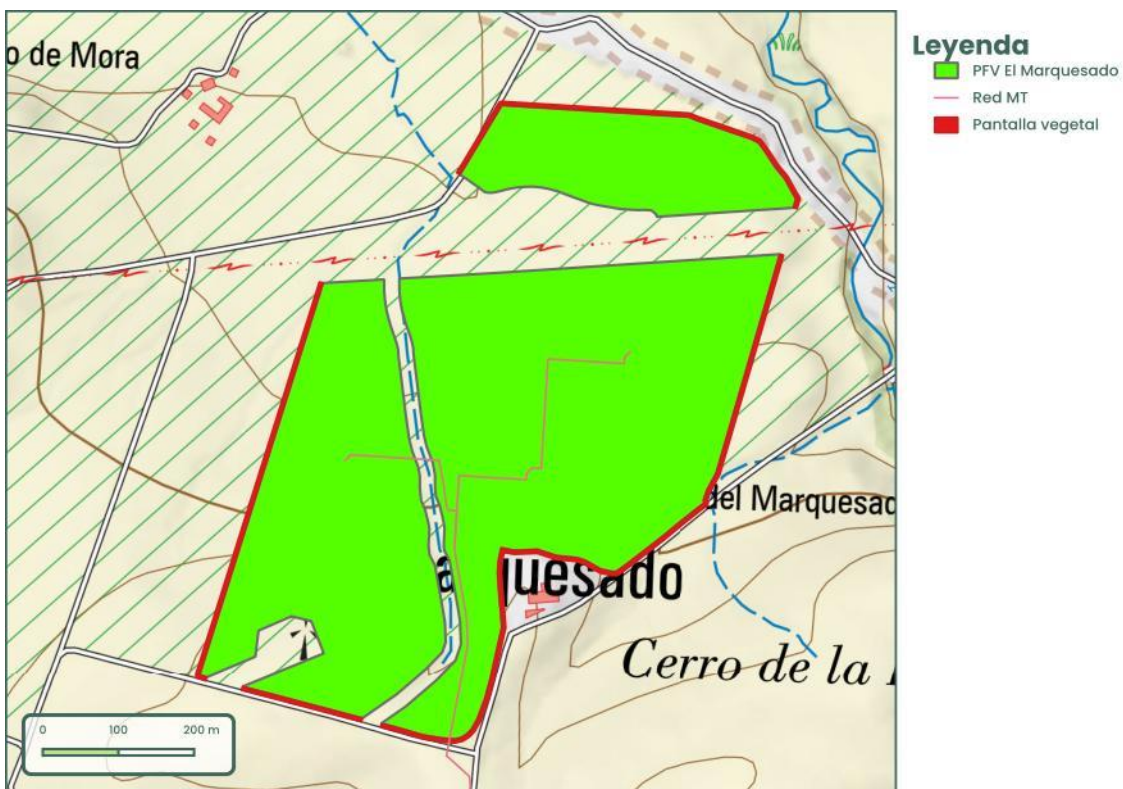 o de Mora
Leyenda
PFV El Marquesado
Red MT
Pantalla vegetal
del Marquesad
quesado
Cerro de la
0 100 200 m